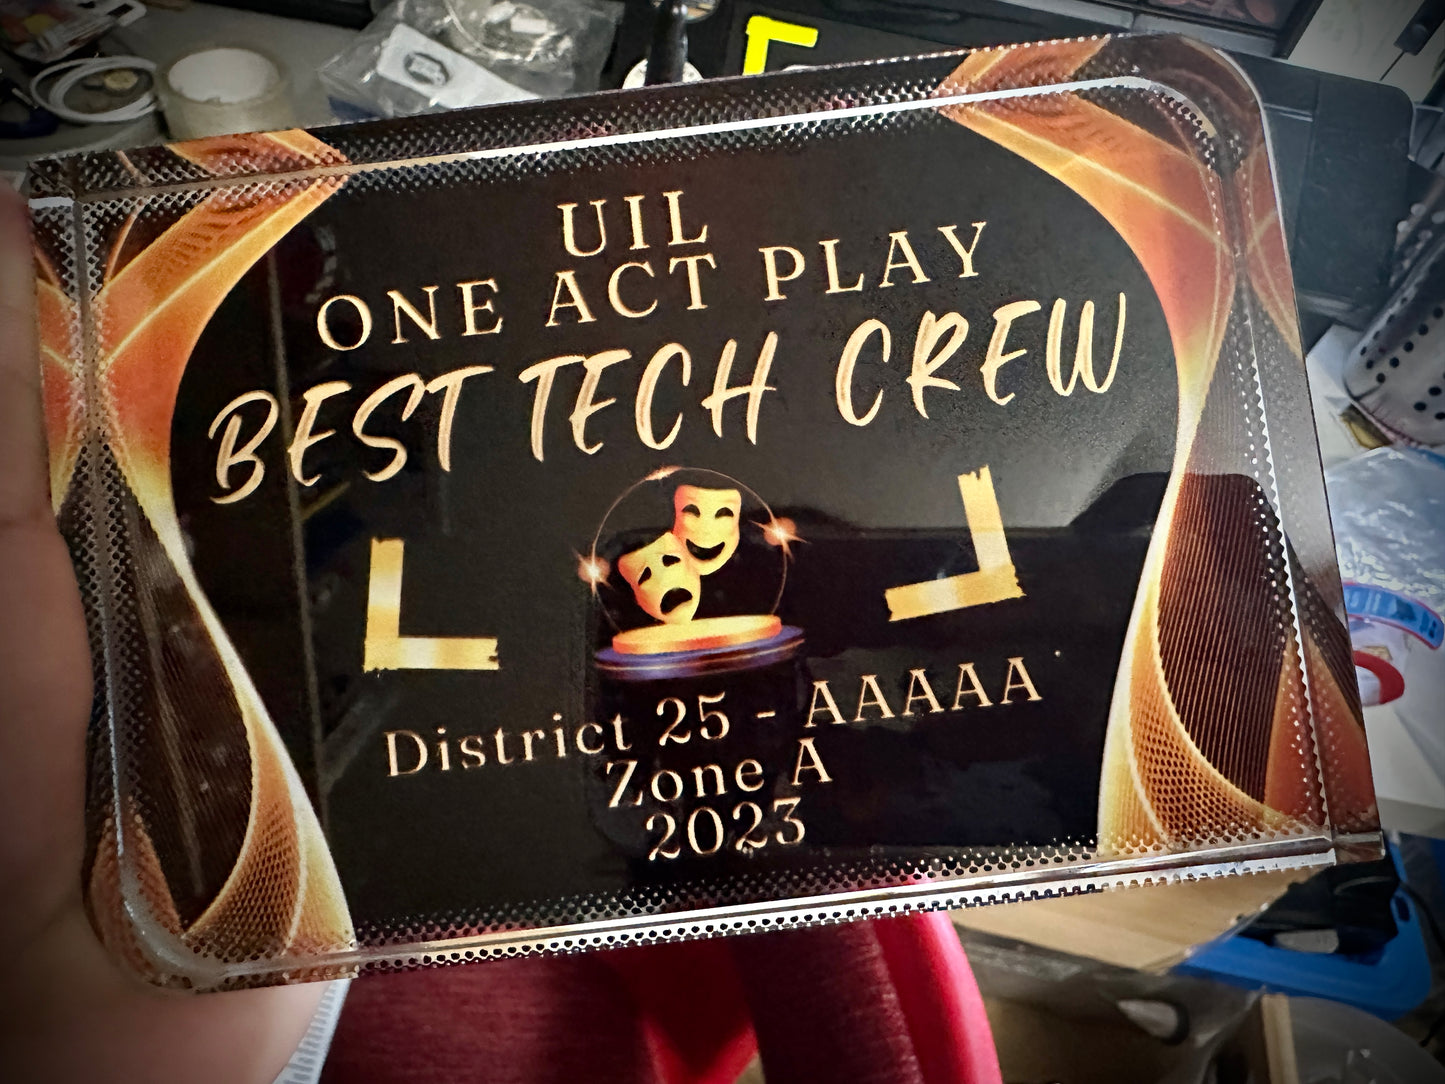 UIL
ONE ACT PLAY
BEST TECH CREW
District 25 - AAAAA
Zone A
2023